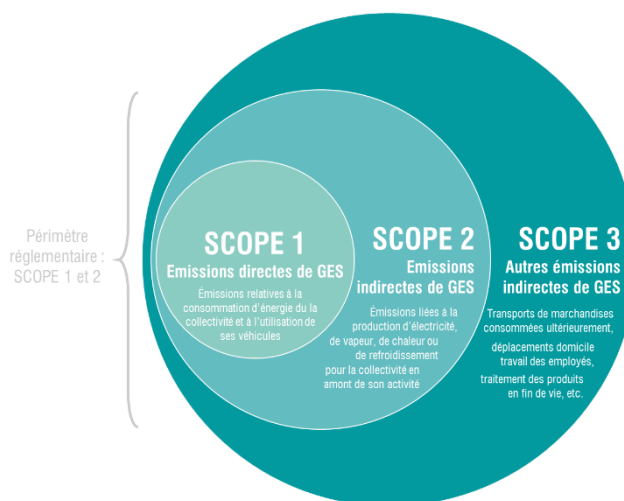 Périmètre
réglementaire :
SCOPE 1 et 2
SCOPE 1
Emissions directes de GES
Émissions relatives à la
consommation d'énergie du la
collectivité et à l'utilisation de
ses véhicules
SCOPE 2
Emissions
indirectes de GES
Émissions liées à la
production d'électricité,
de vapeur, de chaleur ou
de refroidissement
pour la collectivité en
amont de son activité
SCOPE 3
Autres émissions
indirectes de GES
Transports de marchandises
consommées ultérieurement,
déplacements domicile
travail des employés,
traitement des produits
en fin de vie, etc.